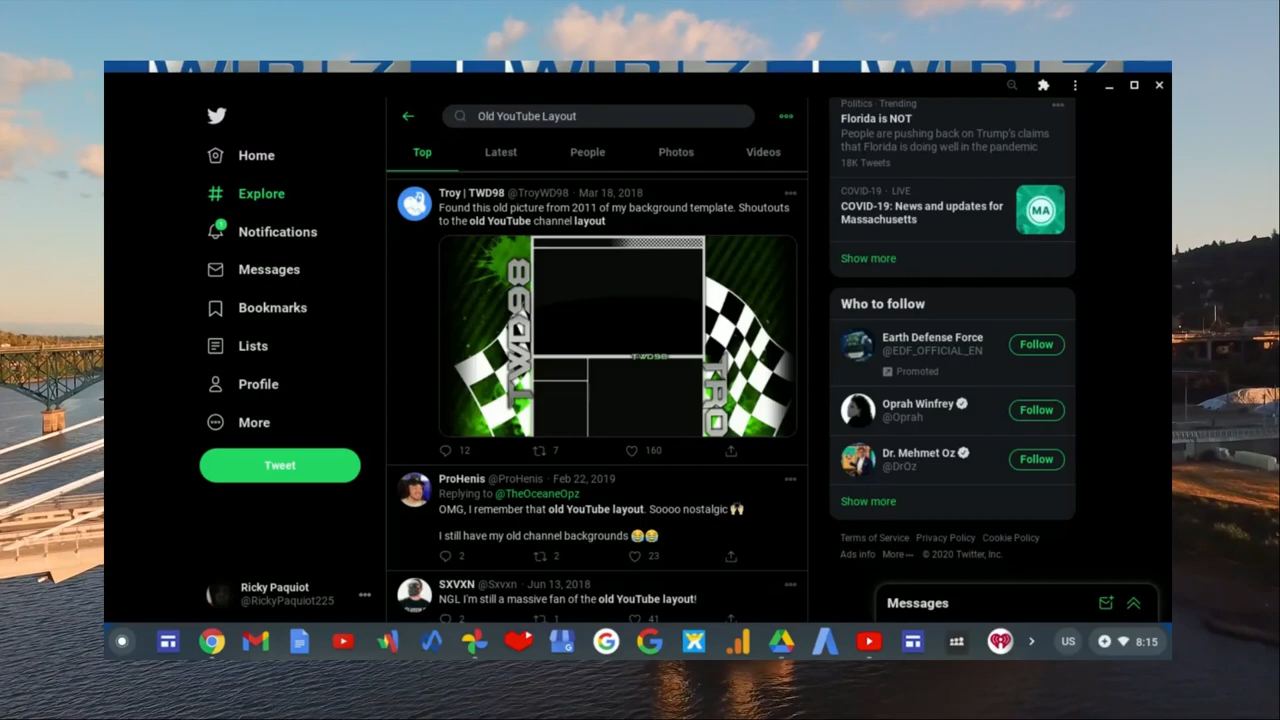 Old YouTube Layout
Home
Explore
1
Notifications
Messages
Bookmarks
Lists
Profile
More
Tweet
Ricky Paquiot
@RickyPaquiot225
Top Latest People Photos Videos
Troy | TWD98 @TroyWD98 · Mar 18, 2018
Found this old picture from 2011 of my background template. Shoutouts
to the old YouTube channel layout
TWD98
TWD98
TRO
12 7 160
ProHenis @ProHenis · Feb 22, 2019
Replying to @TheOceaneOpz
OMG, I remember that old YouTube layout. Soooo nostalgic 🙌
I still have my old channel backgrounds 😂😂
2 2 23
SXVXN @Sxvxn · Jun 13, 2018
NGL I'm still a massive fan of the old YouTube layout!
2 1 41
Politics · Trending
Florida is NOT
People are pushing back on Trump's claims
that Florida is doing well in the pandemic
18K Tweets
COVID-19 · LIVE
COVID-19: News and updates for
Massachusetts
MA
Show more
Who to follow
Earth Defense Force
@EDF_OFFICIAL_EN
Follow
Promoted
Oprah Winfrey
@Oprah
Follow
Dr. Mehmet Oz
@DrOz
Follow
Show more
Terms of Service Privacy Policy Cookie Policy
Ads info More © 2020 Twitter, Inc.
Messages
US 8:15